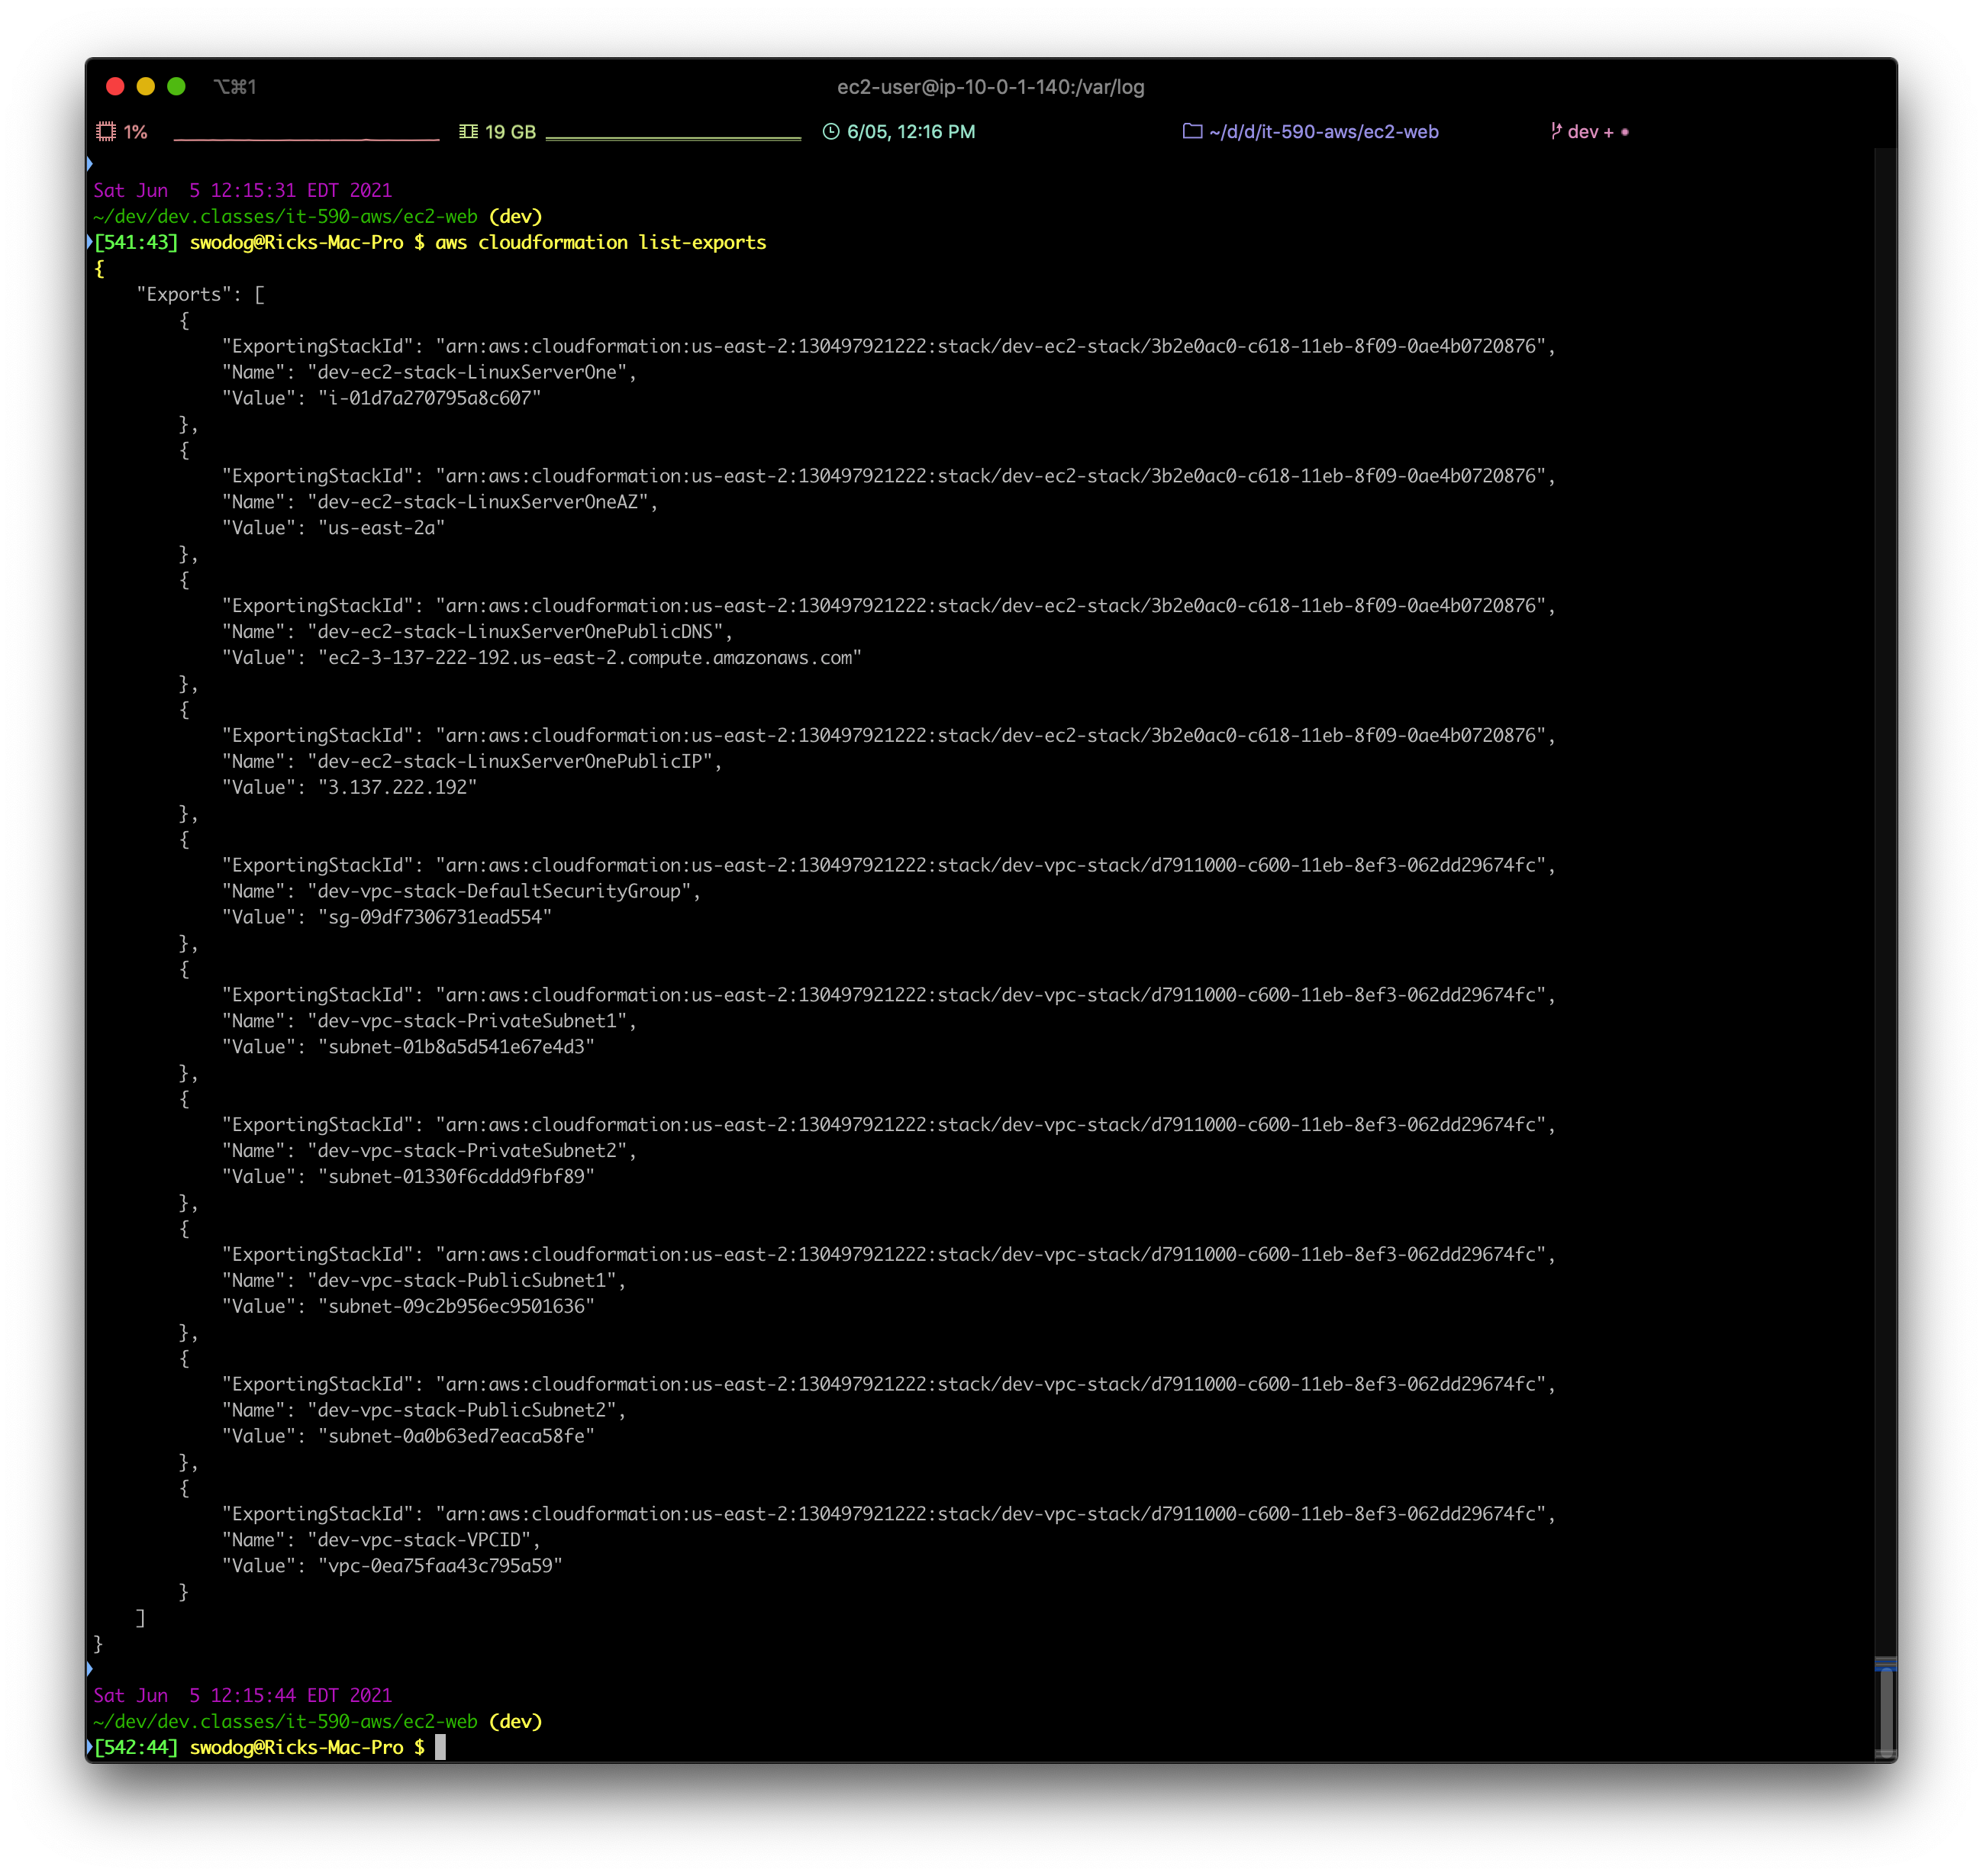 ⌥⌘1 ec2-user@ip-10-0-1-140:/var/log
1% 19 GB 6/05, 12:16 PM ~/d/d/it-590-aws/ec2-web dev + •
Sat Jun  5 12:15:31 EDT 2021
~/dev/dev.classes/it-590-aws/ec2-web (dev)
[541:43] swodog@Ricks-Mac-Pro $ aws cloudformation list-exports
{
    "Exports": [
        {
            "ExportingStackId": "arn:aws:cloudformation:us-east-2:130497921222:stack/dev-ec2-stack/3b2e0ac0-c618-11eb-8f09-0ae4b0720876",
            "Name": "dev-ec2-stack-LinuxServerOne",
            "Value": "i-01d7a270795a8c607"
        },
        {
            "ExportingStackId": "arn:aws:cloudformation:us-east-2:130497921222:stack/dev-ec2-stack/3b2e0ac0-c618-11eb-8f09-0ae4b0720876",
            "Name": "dev-ec2-stack-LinuxServerOneAZ",
            "Value": "us-east-2a"
        },
        {
            "ExportingStackId": "arn:aws:cloudformation:us-east-2:130497921222:stack/dev-ec2-stack/3b2e0ac0-c618-11eb-8f09-0ae4b0720876",
            "Name": "dev-ec2-stack-LinuxServerOnePublicDNS",
            "Value": "ec2-3-137-222-192.us-east-2.compute.amazonaws.com"
        },
        {
            "ExportingStackId": "arn:aws:cloudformation:us-east-2:130497921222:stack/dev-ec2-stack/3b2e0ac0-c618-11eb-8f09-0ae4b0720876",
            "Name": "dev-ec2-stack-LinuxServerOnePublicIP",
            "Value": "3.137.222.192"
        },
        {
            "ExportingStackId": "arn:aws:cloudformation:us-east-2:130497921222:stack/dev-vpc-stack/d7911000-c600-11eb-8ef3-062dd29674fc",
            "Name": "dev-vpc-stack-DefaultSecurityGroup",
            "Value": "sg-09df7306731ead554"
        },
        {
            "ExportingStackId": "arn:aws:cloudformation:us-east-2:130497921222:stack/dev-vpc-stack/d7911000-c600-11eb-8ef3-062dd29674fc",
            "Name": "dev-vpc-stack-PrivateSubnet1",
            "Value": "subnet-01b8a5d541e67e4d3"
        },
        {
            "ExportingStackId": "arn:aws:cloudformation:us-east-2:130497921222:stack/dev-vpc-stack/d7911000-c600-11eb-8ef3-062dd29674fc",
            "Name": "dev-vpc-stack-PrivateSubnet2",
            "Value": "subnet-01330f6cddd9fbf89"
        },
        {
            "ExportingStackId": "arn:aws:cloudformation:us-east-2:130497921222:stack/dev-vpc-stack/d7911000-c600-11eb-8ef3-062dd29674fc",
            "Name": "dev-vpc-stack-PublicSubnet1",
            "Value": "subnet-09c2b956ec9501636"
        },
        {
            "ExportingStackId": "arn:aws:cloudformation:us-east-2:130497921222:stack/dev-vpc-stack/d7911000-c600-11eb-8ef3-062dd29674fc",
            "Name": "dev-vpc-stack-PublicSubnet2",
            "Value": "subnet-0a0b63ed7eaca58fe"
        },
        {
            "ExportingStackId": "arn:aws:cloudformation:us-east-2:130497921222:stack/dev-vpc-stack/d7911000-c600-11eb-8ef3-062dd29674fc",
            "Name": "dev-vpc-stack-VPCID",
            "Value": "vpc-0ea75faa43c795a59"
        }
    ]
}
Sat Jun  5 12:15:44 EDT 2021
~/dev/dev.classes/it-590-aws/ec2-web (dev)
[542:44] swodog@Ricks-Mac-Pro $